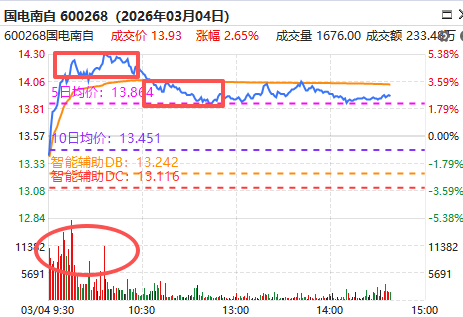 国电南自 600268（2026年03月04日）
600268国电南自 成交价 13.93 涨幅 2.65% 成交量 1676.00 成交额 233.48万
14.30 5.38%
14.06 3.59%
5日均价: 13.864
13.81 1.79%
13.57 0.00%
10日均价: 13.451
13.33 -1.79%
智能辅助DB: 13.242
智能辅助DC: 13.116
13.08 -3.59%
12.84 -5.38%
11382 11382
5691 5691
03/04 9:30 10:30 13:00 14:00 15:00